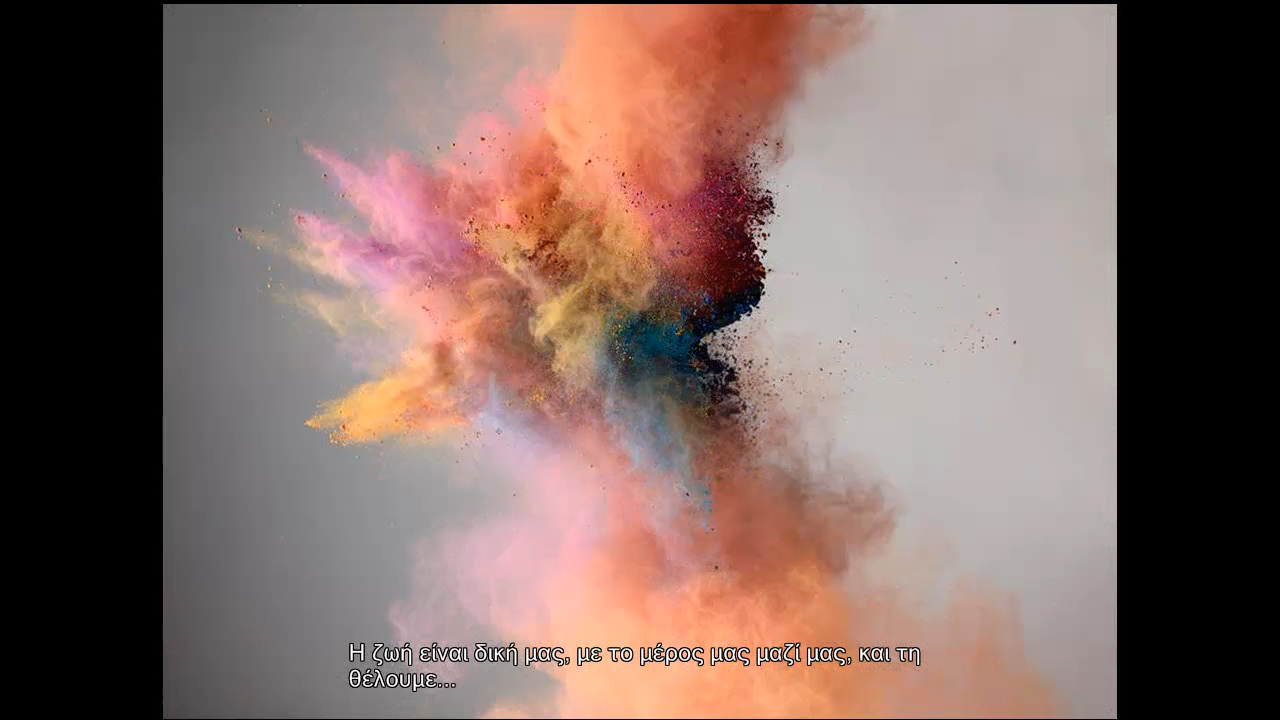 Η ζωή είναι δική μας, με το μέρος μας μαζί μας, και τη
θέλουμε...